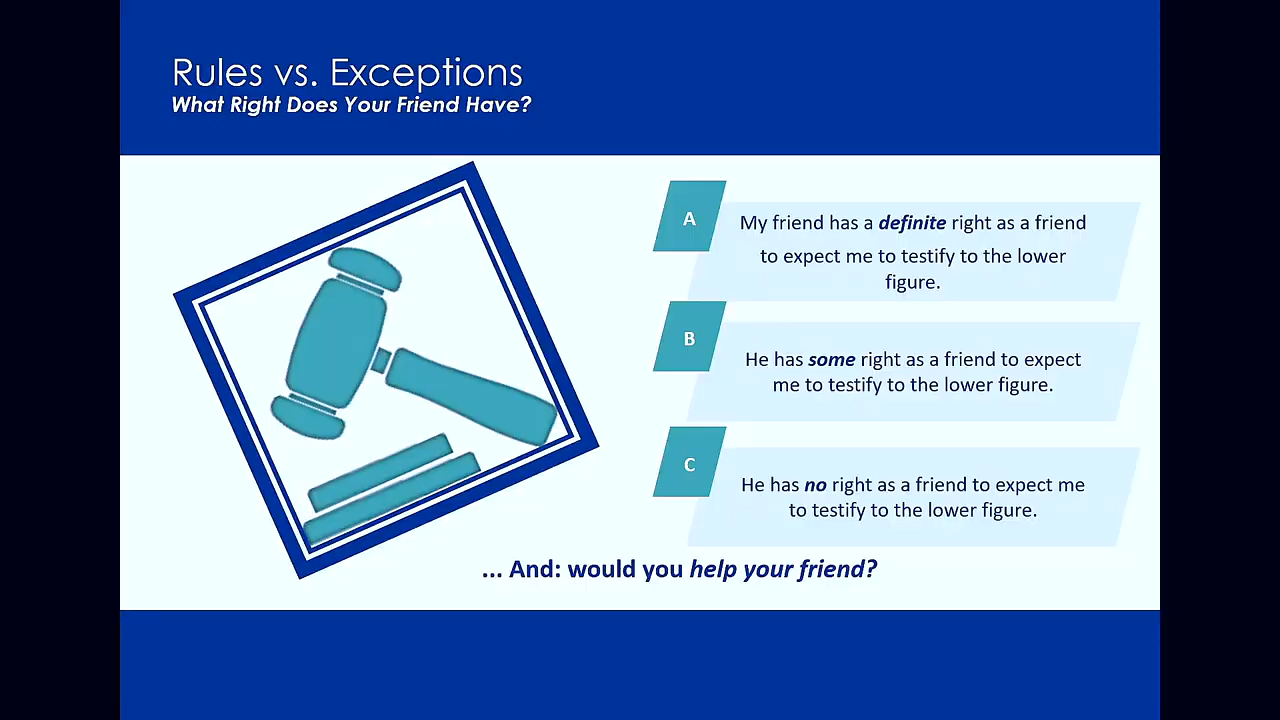 Rules vs. Exceptions
What Right Does Your Friend Have?
A
My friend has a definite right as a friend
to expect me to testify to the lower
figure.
B
He has some right as a friend to expect
me to testify to the lower figure.
C
He has no right as a friend to expect me
to testify to the lower figure.
... And: would you help your friend?